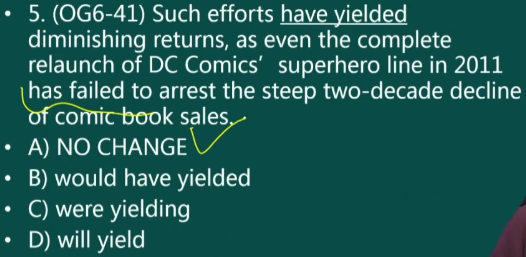 • 5. (OG6-41) Such efforts have yielded
diminishing returns, as even the complete
relaunch of DC Comics’ superhero line in 2011
has failed to arrest the steep two-decade decline
of comic book sales.
• A) NO CHANGE
• B) would have yielded
• C) were yielding
• D) will yield